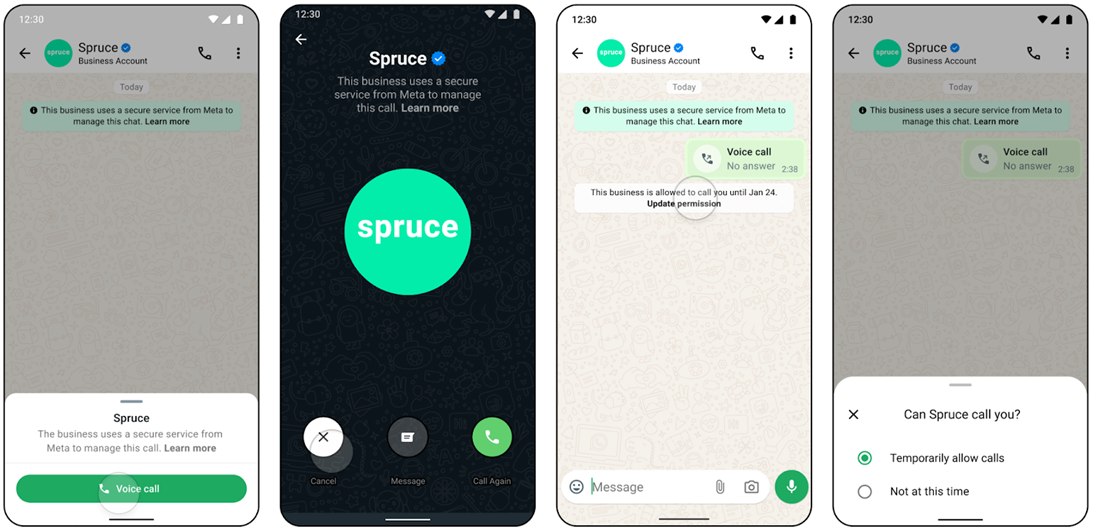 12:30
spruce
Spruce
Business Account
Today
This business uses a secure service from Meta to
manage this chat. Learn more
Spruce
The business uses a secure service from
Meta to manage this call. Learn more
Voice call
12:30
Spruce
This business uses a secure
service from Meta to manage
this call. Learn more
spruce
Cancel
Message
Call Again
12:30
spruce
Spruce
Business Account
Today
This business uses a secure service from Meta to
manage this chat. Learn more
Voice call
No answer
2:38
This business is allowed to call you until Jan 24.
Update permission
Message
12:30
spruce
Spruce
Business Account
Today
This business uses a secure service from Meta to
manage this chat. Learn more
Voice call
No answer
2:38
Can Spruce call you?
Temporarily allow calls
Not at this time